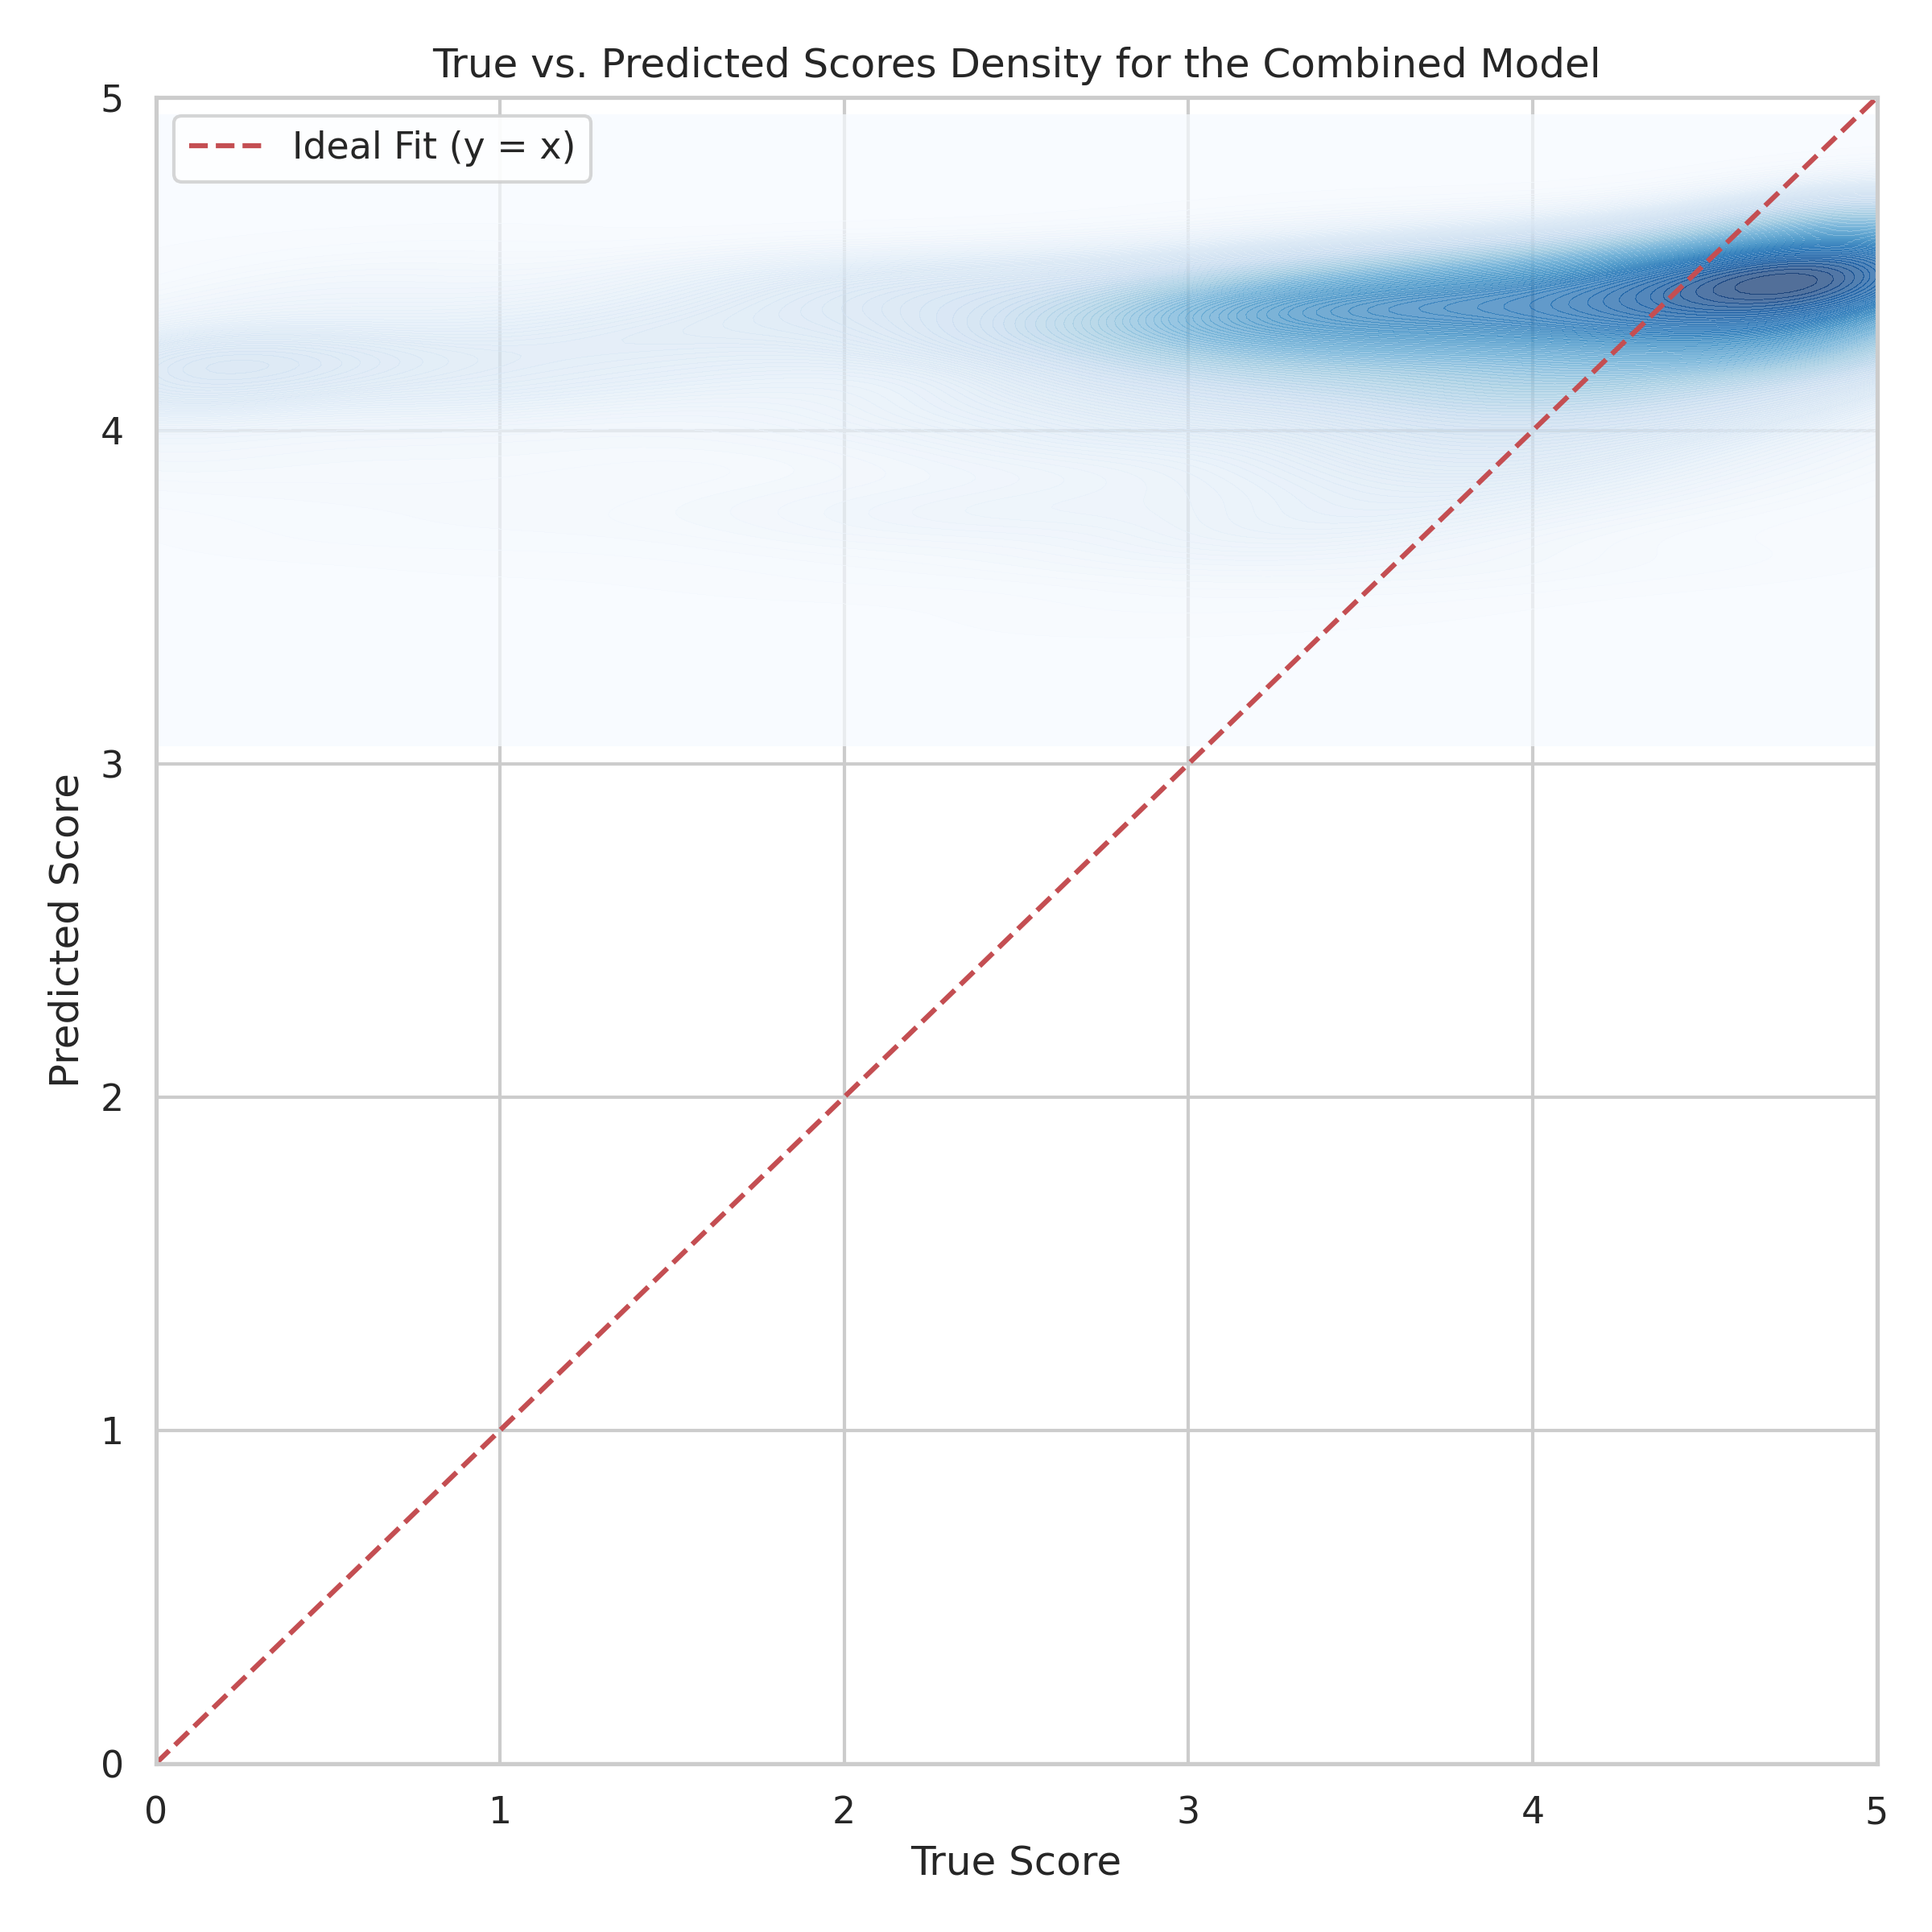 True vs. Predicted Scores Density for the Combined Model
Ideal Fit (y = x)
Predicted Score
5
4
3
2
1
0
0 1 2 3 4 5
True Score